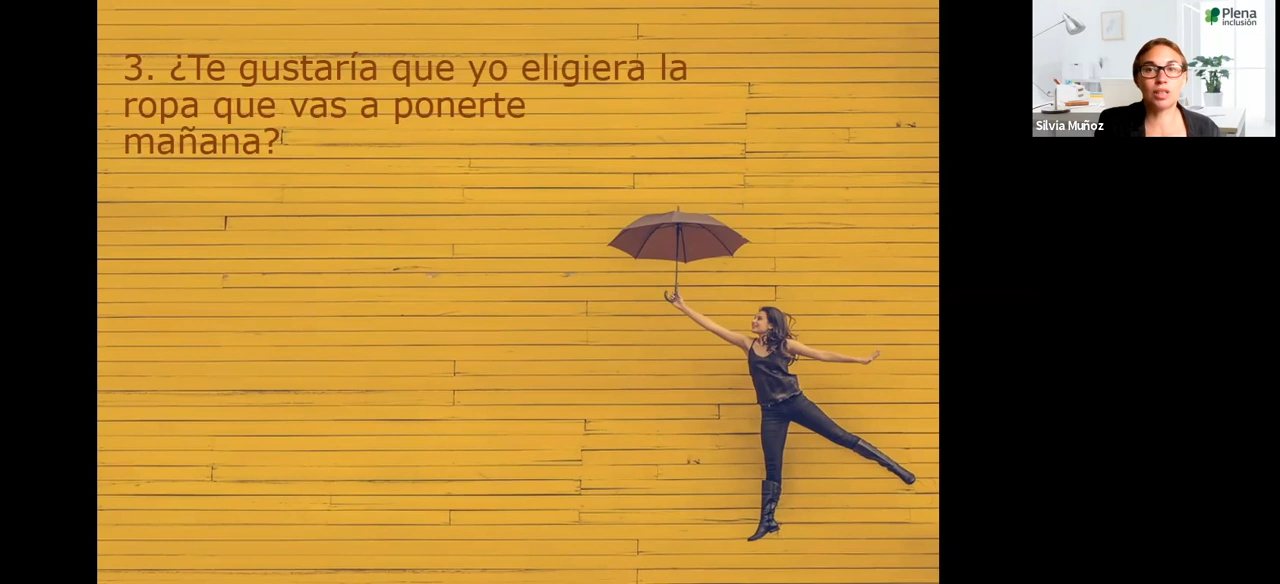 3. ¿Te gustaría que yo eligiera la
ropa que vas a ponerte
mañana?
Plena
inclusión
Silvia Muñoz